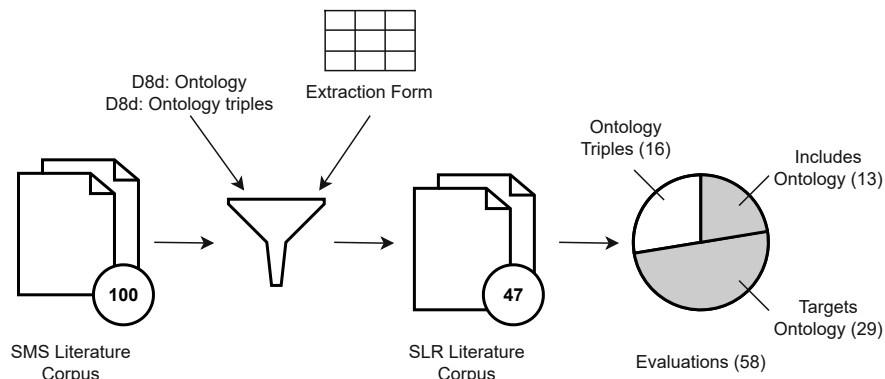 D8d: Ontology
D8d: Ontology triples
Extraction Form
100
SMS Literature
Corpus
47
SLR Literature
Corpus
Ontology
Triples (16)
Includes
Ontology (13)
Targets
Ontology (29)
Evaluations (58)